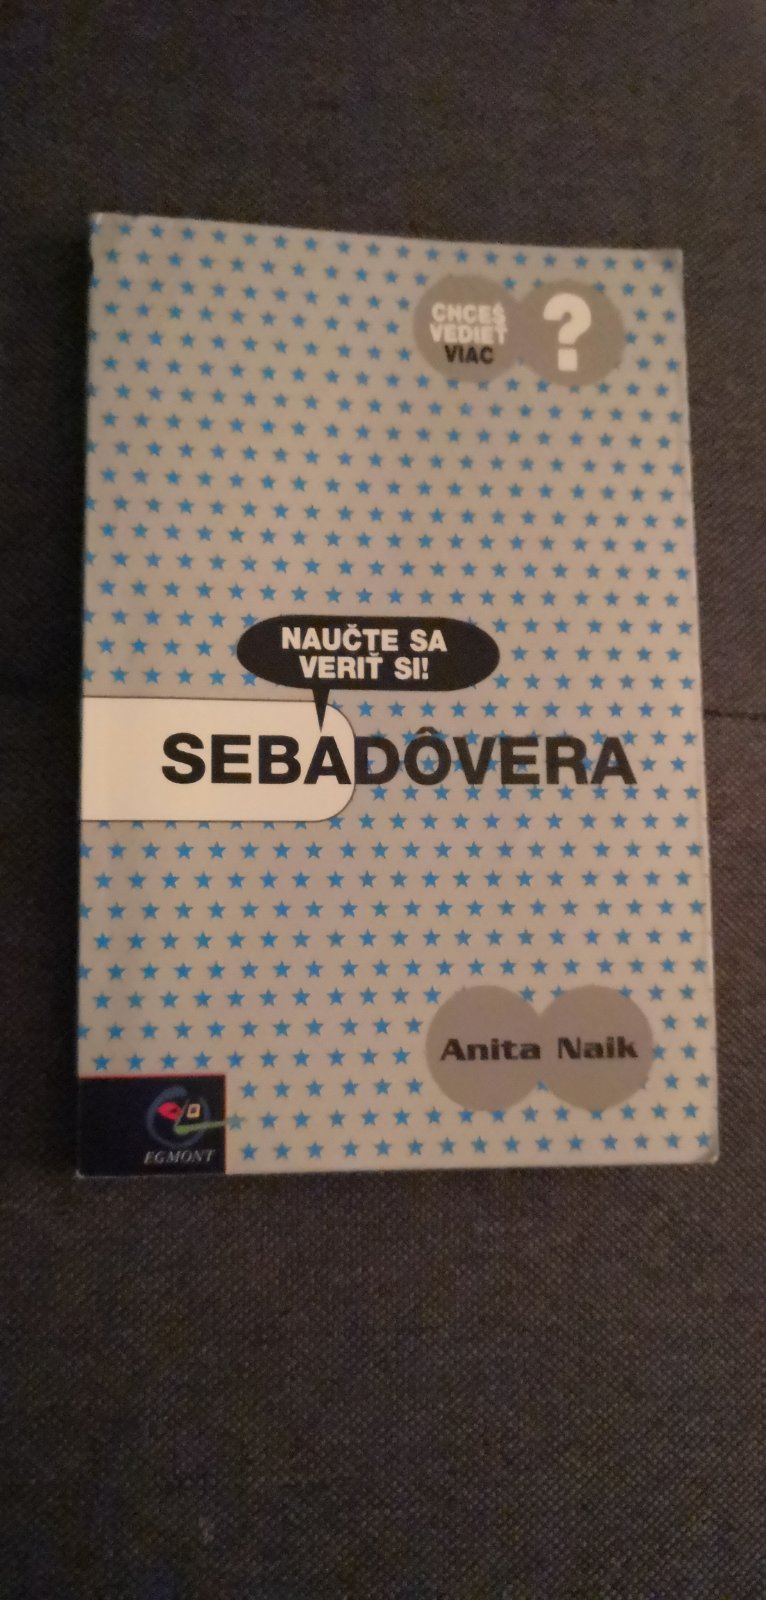 CHCEŠ
VEDIEŤ
VIAC
?
NAUČTE SA
VERIŤ SI!
SEBADÔVERA
Anita Naik
EGMONT